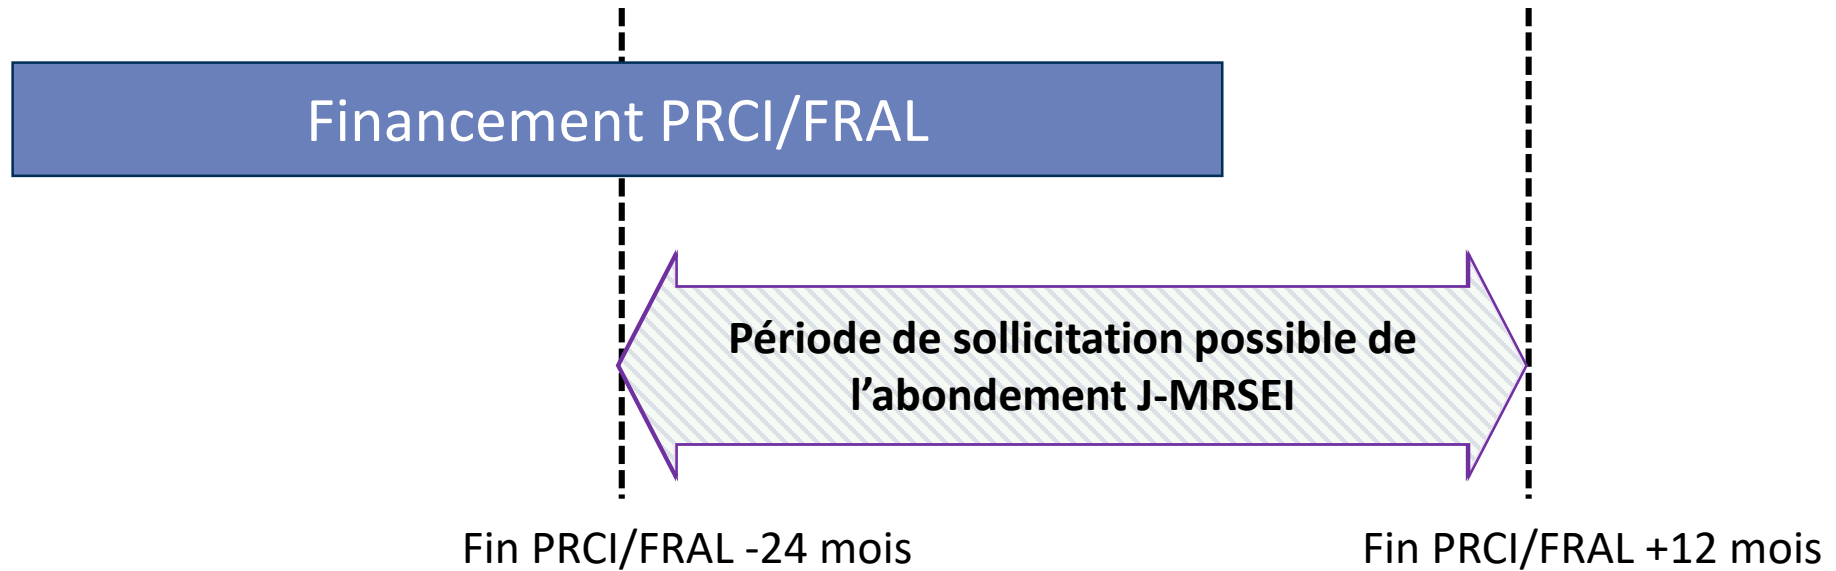 Financement PRCI/FRAL
Période de sollicitation possible de
l’abondement J-MRSEI
Fin PRCI/FRAL -24 mois
Fin PRCI/FRAL +12 mois